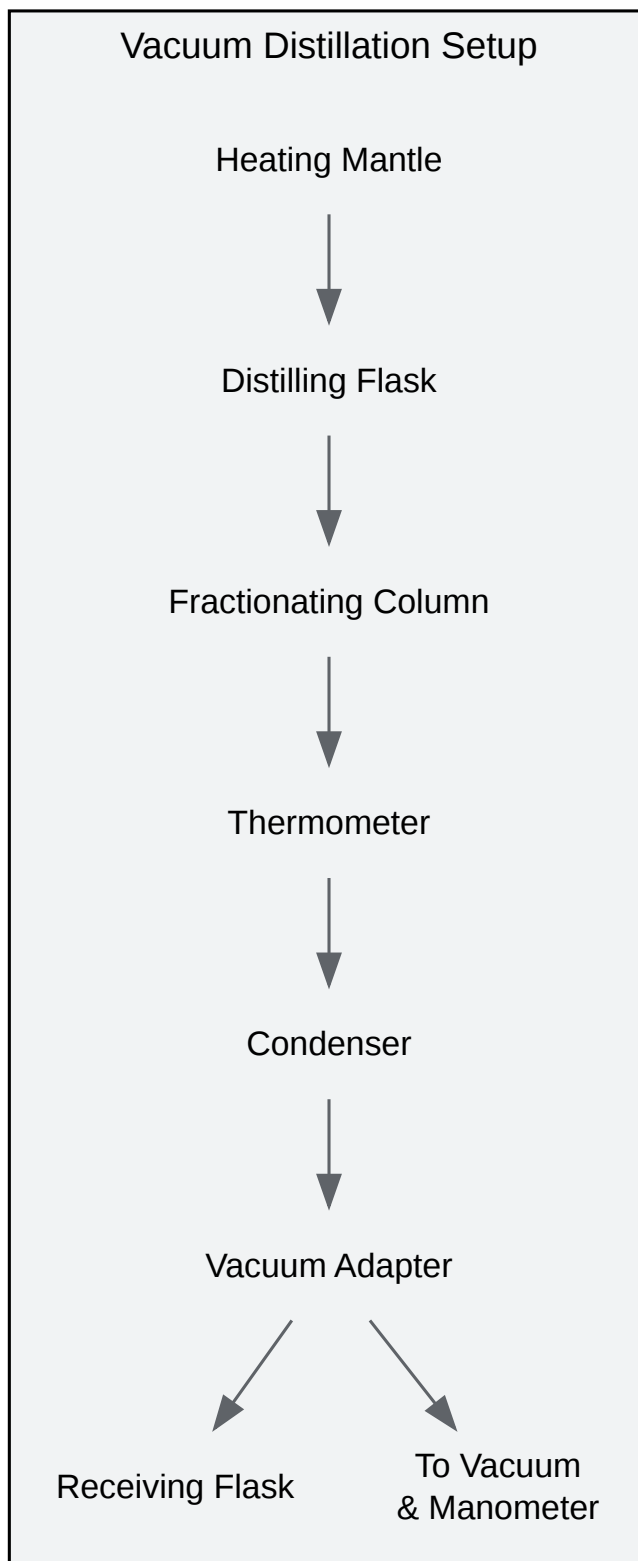 Vacuum Distillation Setup
Heating Mantle
Distilling Flask
Fractionating Column
Thermometer
Condenser
Vacuum Adapter
Receiving Flask
To Vacuum
& Manometer